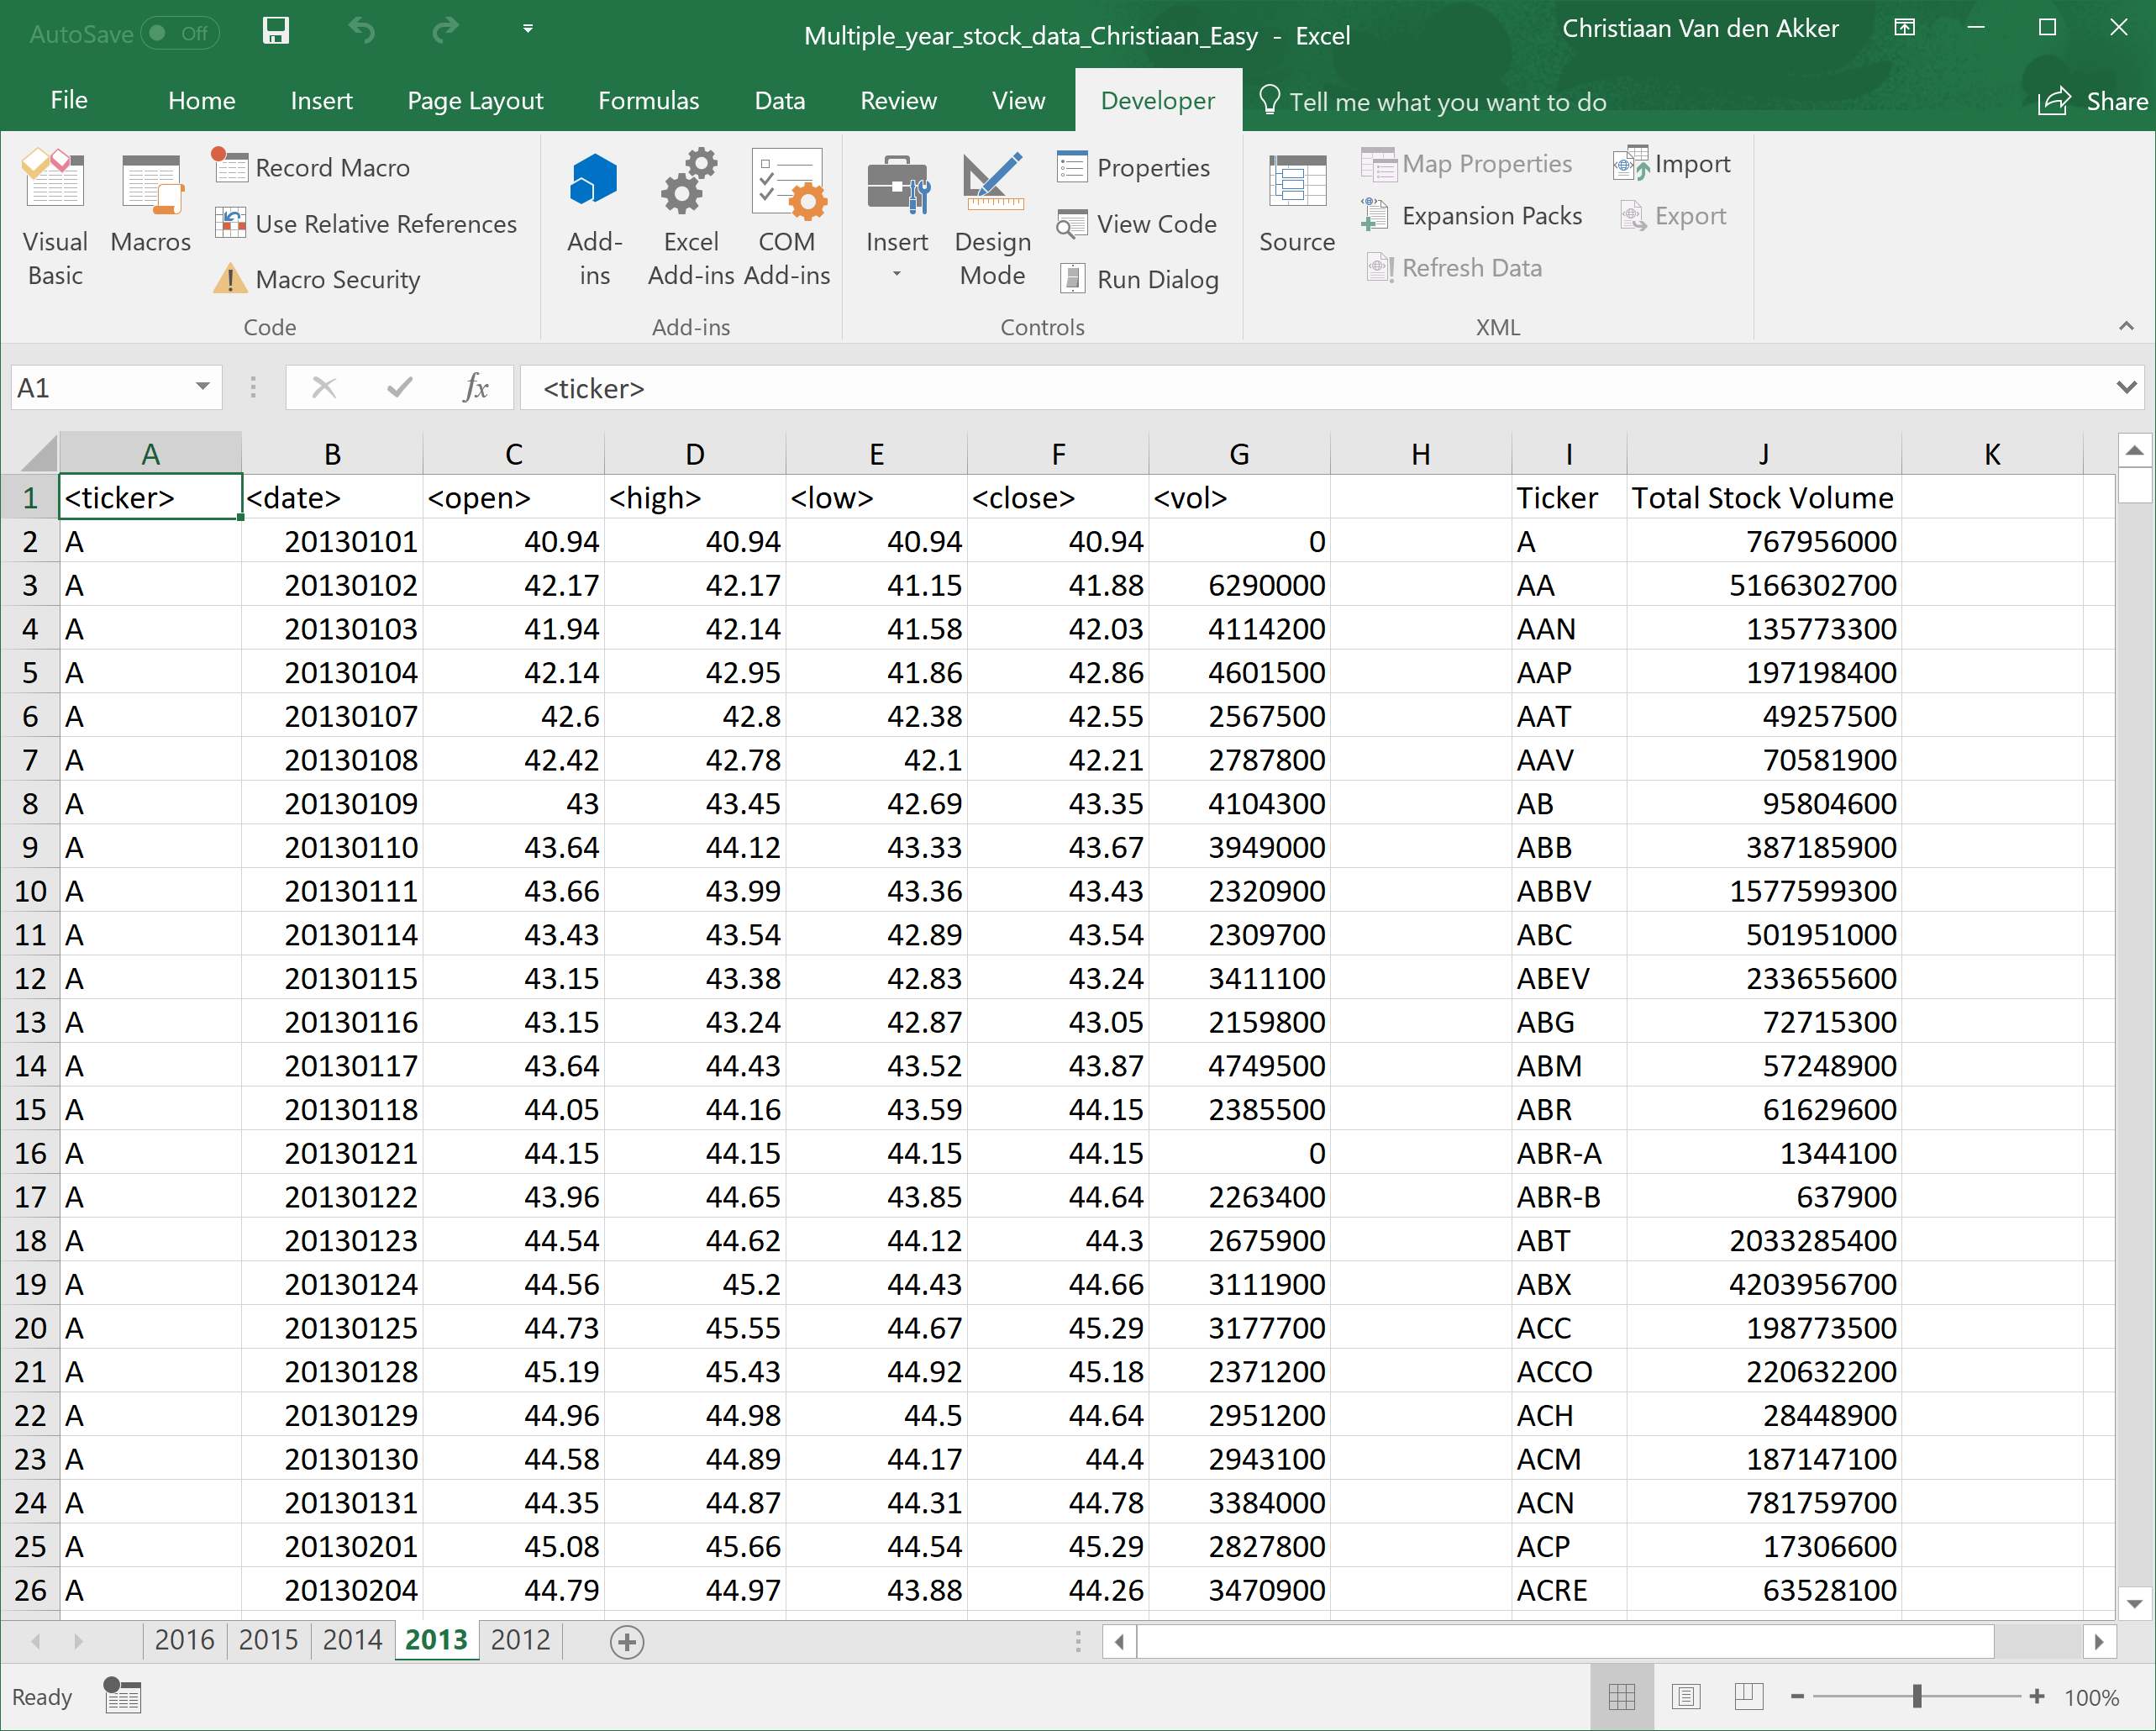 AutoSave Off
Multiple_year_stock_data_Christiaan_Easy - Excel
Christiaan Van den Akker
File Home Insert Page Layout Formulas Data Review View Developer Tell me what you want to do Share
Visual Basic
Macros
Record Macro
Use Relative References
Macro Security
Code
Add-ins
Excel Add-ins
COM Add-ins
Add-ins
Insert
Design Mode
Properties
View Code
Run Dialog
Controls
Source
Map Properties
Expansion Packs
Refresh Data
Import
Export
XML
A1 fx <ticker>
A B C D E F G H I J K
1 <ticker> <date> <open> <high> <low> <close> <vol> Ticker Total Stock Volume
2 A 20130101 40.94 40.94 40.94 40.94 0 A 767956000
3 A 20130102 42.17 42.17 41.15 41.88 6290000 AA 5166302700
4 A 20130103 41.94 42.14 41.58 42.03 4114200 AAN 135773300
5 A 20130104 42.14 42.95 41.86 42.86 4601500 AAP 197198400
6 A 20130107 42.6 42.8 42.38 42.55 2567500 AAT 49257500
7 A 20130108 42.42 42.78 42.1 42.21 2787800 AAV 70581900
8 A 20130109 43 43.45 42.69 43.35 4104300 AB 95804600
9 A 20130110 43.64 44.12 43.33 43.67 3949000 ABB 387185900
10 A 20130111 43.66 43.99 43.36 43.43 2320900 ABBV 1577599300
11 A 20130114 43.43 43.54 42.89 43.54 2309700 ABC 501951000
12 A 20130115 43.15 43.38 42.83 43.24 3411100 ABEV 233655600
13 A 20130116 43.15 43.24 42.87 43.05 2159800 ABG 72715300
14 A 20130117 43.64 44.43 43.52 43.87 4749500 ABM 57248900
15 A 20130118 44.05 44.16 43.59 44.15 2385500 ABR 61629600
16 A 20130121 44.15 44.15 44.15 44.15 0 ABR-A 1344100
17 A 20130122 43.96 44.65 43.85 44.64 2263400 ABR-B 637900
18 A 20130123 44.54 44.62 44.12 44.3 2675900 ABT 2033285400
19 A 20130124 44.56 45.2 44.43 44.66 3111900 ABX 4203956700
20 A 20130125 44.73 45.55 44.67 45.29 3177700 ACC 198773500
21 A 20130128 45.19 45.43 44.92 45.18 2371200 ACCO 220632200
22 A 20130129 44.96 44.98 44.5 44.64 2951200 ACH 28448900
23 A 20130130 44.58 44.89 44.17 44.4 2943100 ACM 187147100
24 A 20130131 44.35 44.87 44.31 44.78 3384000 ACN 781759700
25 A 20130201 45.08 45.66 44.54 45.29 2827800 ACP 17306600
26 A 20130204 44.79 44.97 43.88 44.26 3470900 ACRE 63528100
2016 2015 2014 2013 2012
Ready 100%